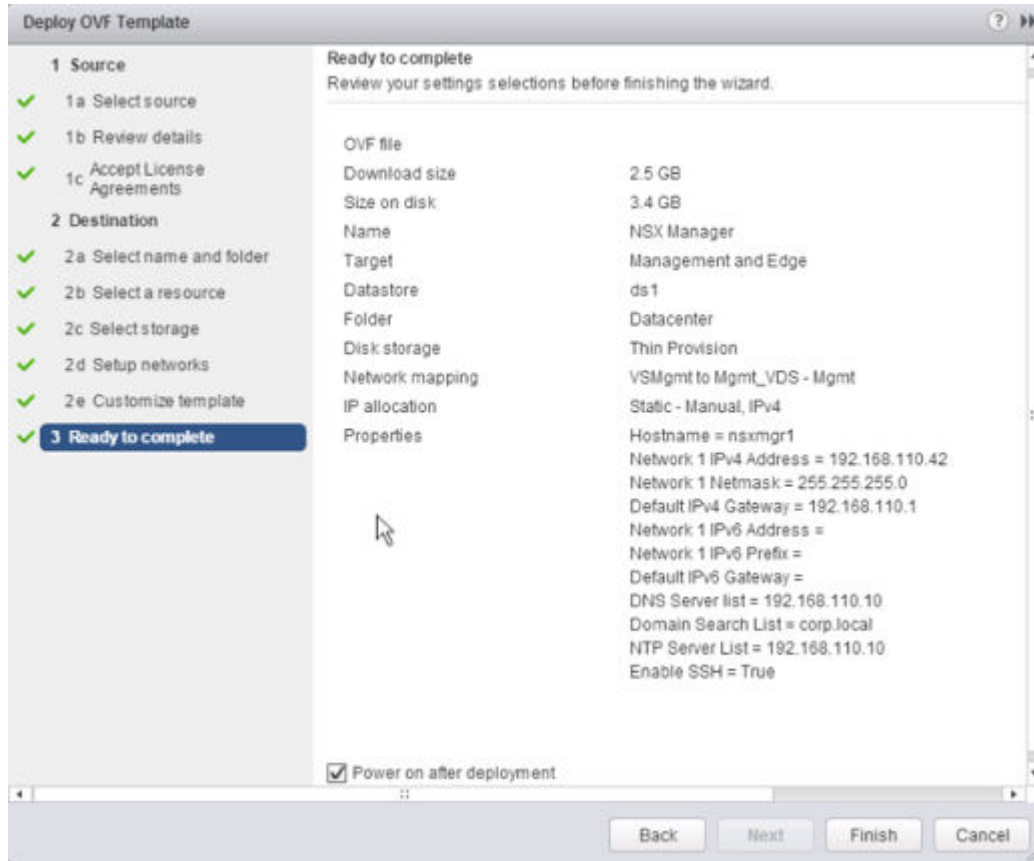 Deploy OVF Template
1 Source
1a Select source
1b Review details
1c Accept License
Agreements
2 Destination
2a Select name and folder
2b Select a resource
2c Select storage
2d Setup networks
2e Customize template
3 Ready to complete
Ready to complete
Review your settings selections before finishing the wizard.
OVF file
Download size 2.5 GB
Size on disk 3.4 GB
Name NSX Manager
Target Management and Edge
Datastore ds1
Folder Datacenter
Disk storage Thin Provision
Network mapping VSMgmt to Mgmt_VDS - Mgmt
IP allocation Static - Manual, IPv4
Properties Hostname = nsxmgr1
Network 1 IPv4 Address = 192.168.110.42
Network 1 Netmask = 255.255.255.0
Default IPv4 Gateway = 192.168.110.1
Network 1 IPv6 Address =
Network 1 IPv6 Prefix =
Default IPv6 Gateway =
DNS Server list = 192.168.110.10
Domain Search List = corp.local
NTP Server List = 192.168.110.10
Enable SSH = True
Power on after deployment
Back Next Finish Cancel